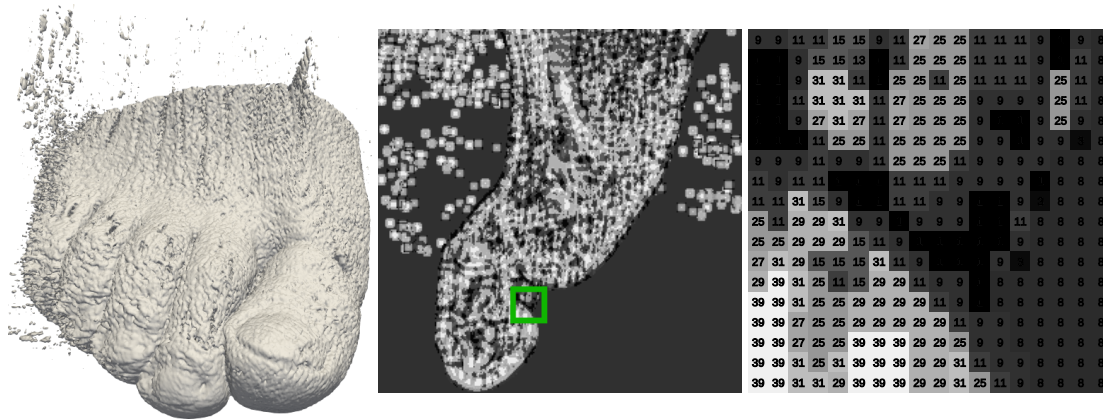 9 9 11 11 15 15 9 11 27 25 25 11 11 11 9 9 8
9 15 15 13 11 25 25 25 11 11 11 9 11 8
9 31 31 11 25 25 11 25 11 11 11 9 25 11 8
11 31 31 31 11 27 25 25 25 9 9 9 9 25 11 8
9 27 31 27 11 25 25 25 25 9 9 25 9 8
11 25 25 11 25 25 25 25 9 9 9 9 8
9 9 9 11 9 9 11 25 25 25 11 9 9 9 9 8 8 8
11 9 11 11 11 11 11 9 9 9 9 8 8 8
11 11 31 15 11 11 9 9 9 8 8 8
25 11 29 29 31 9 9 9 9 9 11 8 8 8 8
25 25 29 29 29 15 11 9 9 8 8 8 8
27 31 29 15 15 15 31 11 9 9 9 8 8 8
29 39 31 29 25 15 29 29 11 9 9 8 8 8 8 8 8
39 39 31 25 25 29 29 29 29 11 9 8 8 8 8 8 8
39 39 27 25 25 29 29 29 29 29 11 9 8 8 8 8 8 8
39 39 27 25 25 39 39 39 29 29 11 9 9 8 8 8 8 8
39 39 31 25 31 39 39 39 29 29 31 11 9 8 8 8 8 8
39 39 31 31 29 39 39 39 29 29 31 25 11 9 8 8 8 8